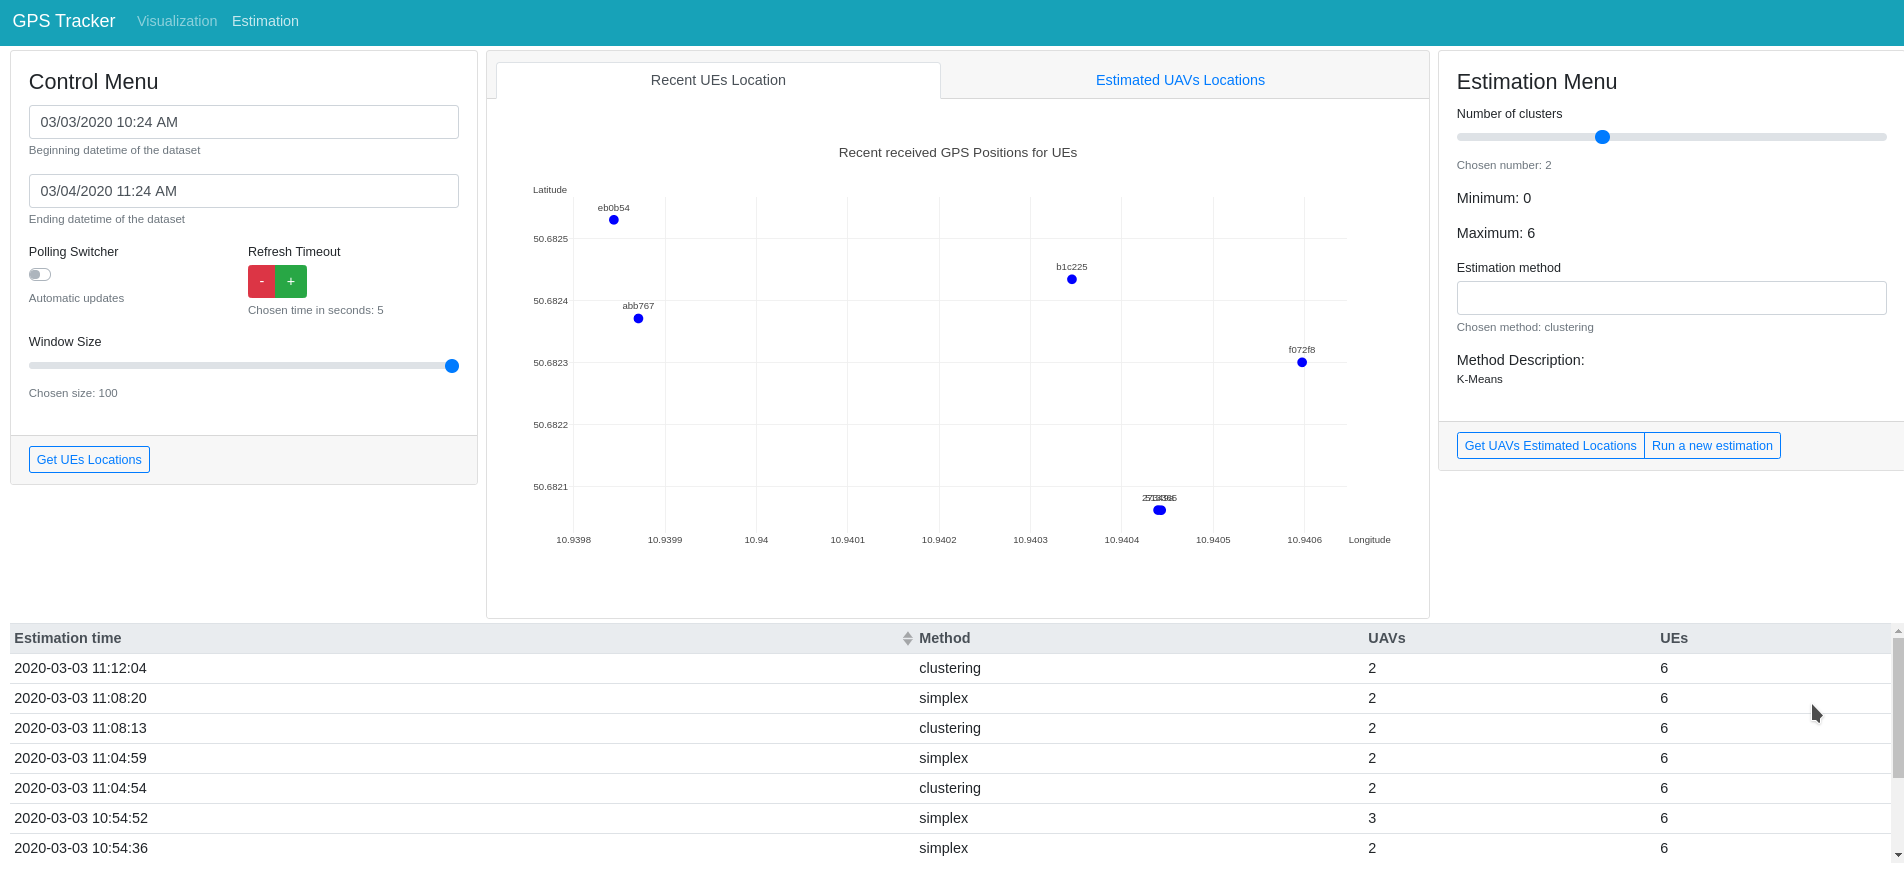 GPS Tracker Visualization Estimation
Control Menu
03/03/2020 10:24 AM
Beginning datetime of the dataset
03/04/2020 11:24 AM
Ending datetime of the dataset
Polling Switcher Refresh Timeout
- +
Automatic updates
Chosen time in seconds: 5
Window Size
Chosen size: 100
Get UEs Locations
Recent UEs Location Estimated UAVs Locations
Recent received GPS Positions for UEs
Latitude
eb0b54
50.6825
b1c225
50.6824
abb767
f072f8
50.6823
50.6822
50.6821
10.9398 10.9399 10.94 10.9401 10.9402 10.9403 10.9404 10.9405 10.9406 Longitude
Estimation Menu
Number of clusters
Chosen number: 2
Minimum: 0
Maximum: 6
Estimation method
Chosen method: clustering
Method Description:
K-Means
Get UAVs Estimated Locations Run a new estimation
Estimation time Method UAVs UEs
2020-03-03 11:12:04 clustering 2 6
2020-03-03 11:08:20 simplex 2 6
2020-03-03 11:08:13 clustering 2 6
2020-03-03 11:04:59 simplex 2 6
2020-03-03 11:04:54 clustering 2 6
2020-03-03 10:54:52 simplex 3 6
2020-03-03 10:54:36 simplex 2 6